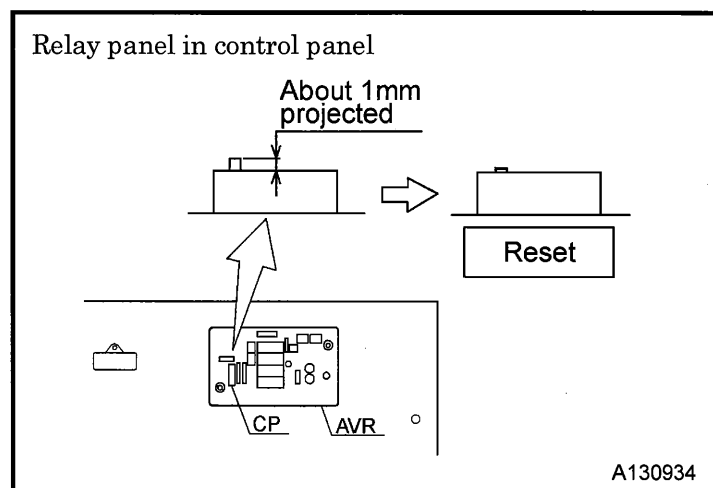 Relay panel in control panel
About 1mm
projected
Reset
CP
AVR
A130934